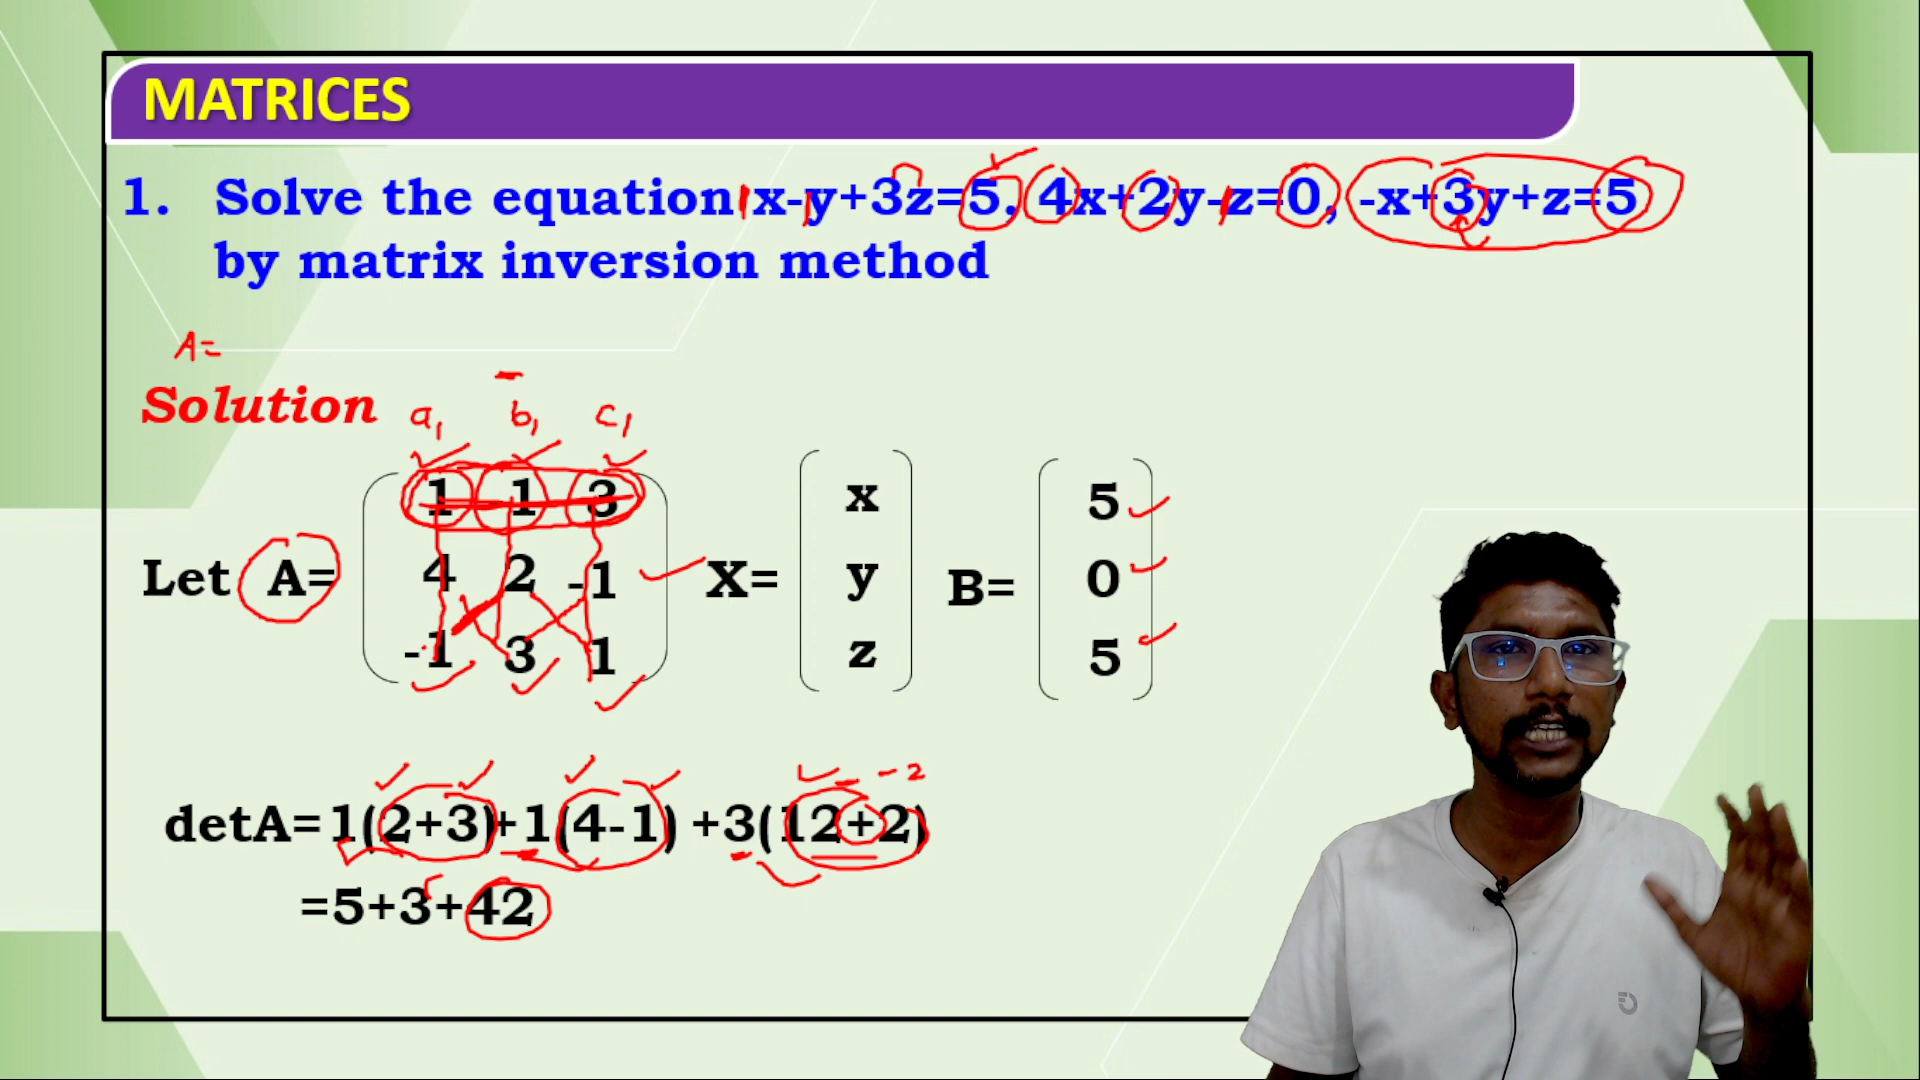 MATRICES
1. Solve the equation x-y+3z=5, 4x+2y-z=0, -x+3y+z=5
by matrix inversion method
A=
Solution
a₁ b₁ c₁
1 -1 3
4 2 -1
-1 3 1
Let A=
X=
x
y
z
B=
5
0
5
-2
detA=1(2+3)+1(4-1)+3(12+2)
=5+3+42